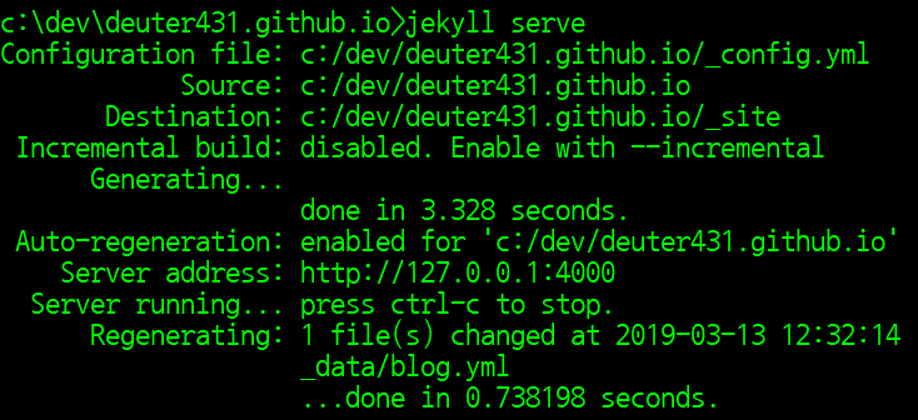 c:\dev\deuter431.github.io>jekyll serve
Configuration file: c:/dev/deuter431.github.io/_config.yml
Source: c:/dev/deuter431.github.io
Destination: c:/dev/deuter431.github.io/_site
Incremental build: disabled. Enable with --incremental
Generating...
done in 3.328 seconds.
Auto-regeneration: enabled for 'c:/dev/deuter431.github.io'
Server address: http://127.0.0.1:4000
Server running... press ctrl-c to stop.
Regenerating: 1 file(s) changed at 2019-03-13 12:32:14
_data/blog.yml
...done in 0.738198 seconds.